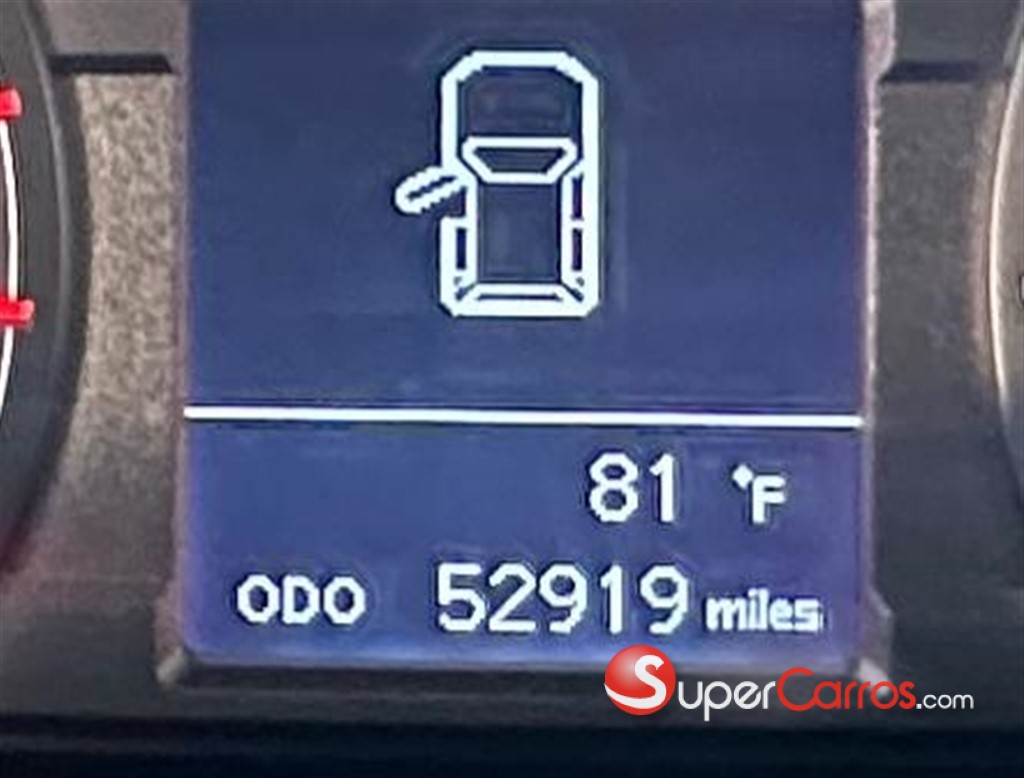 81 °F
ODO 52919 miles
SUPERCARROS.com